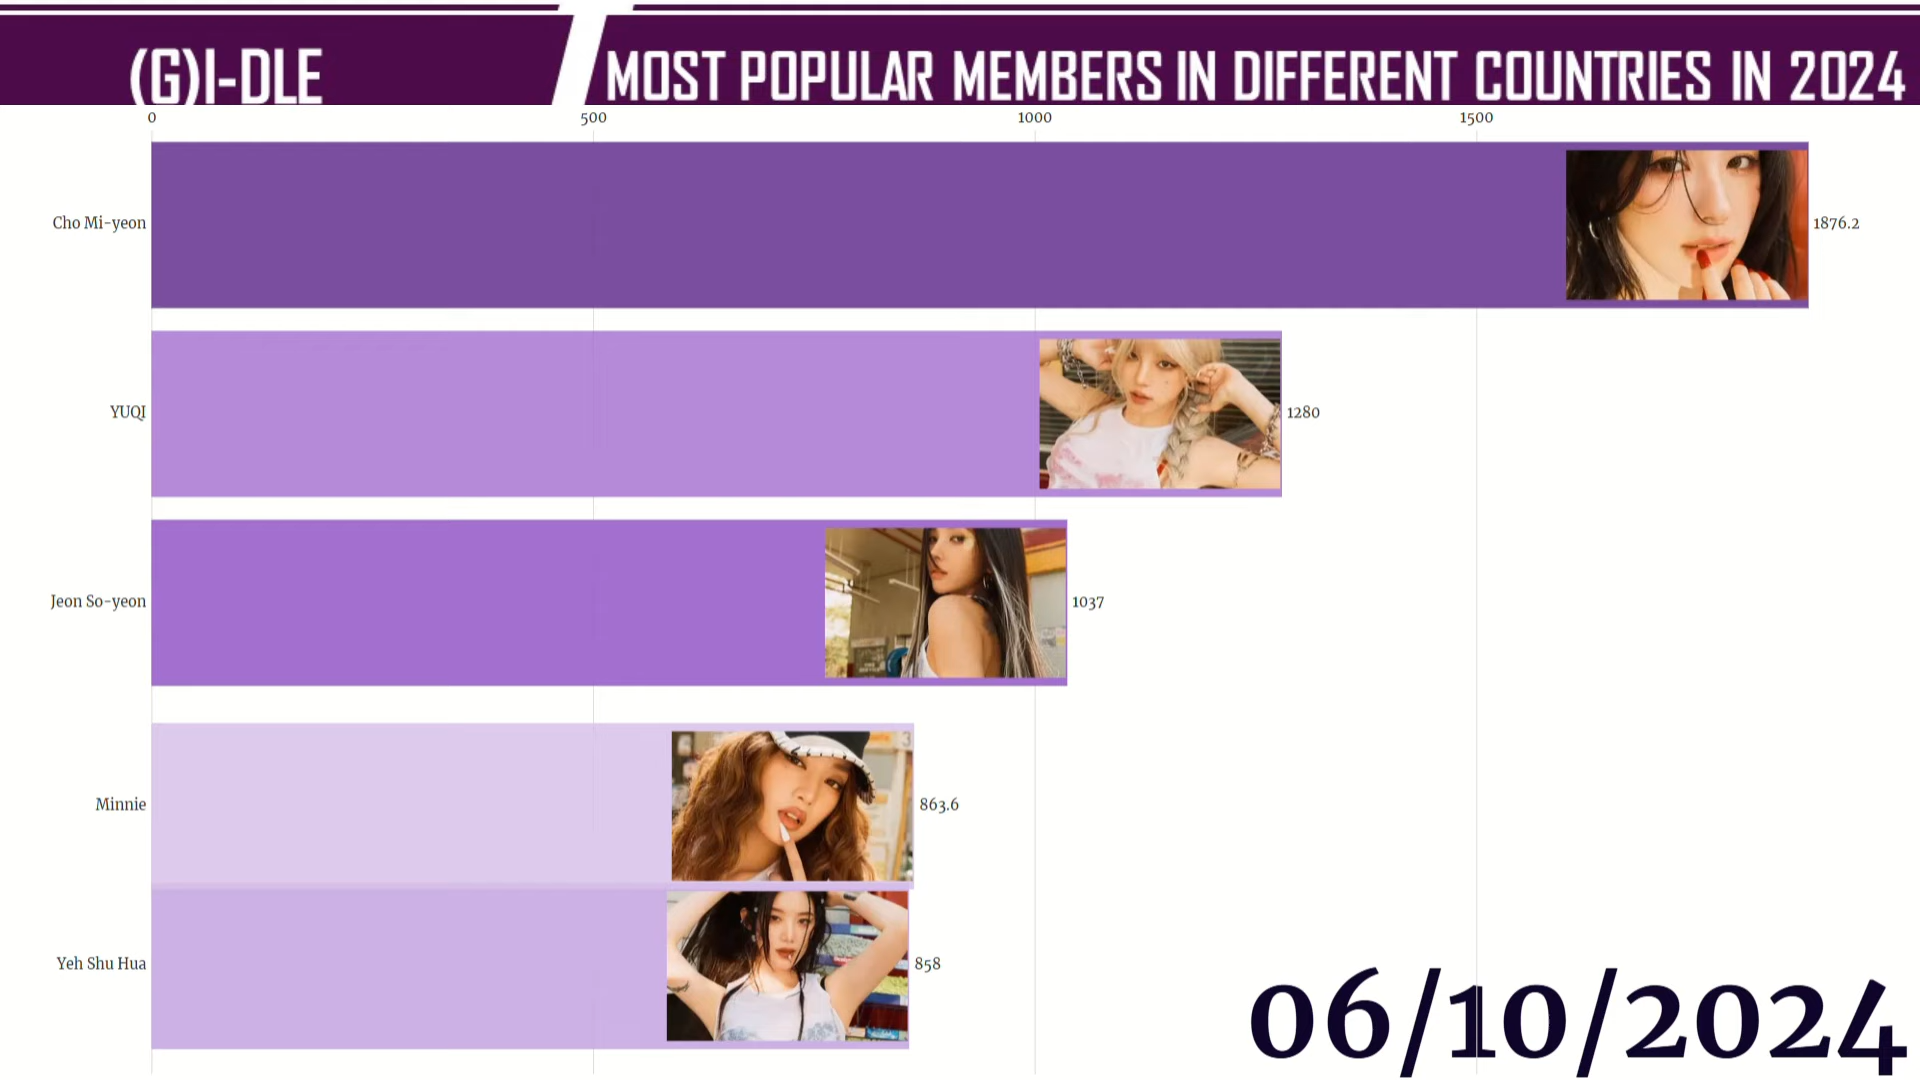 (G)I-DLE
MOST POPULAR MEMBERS IN DIFFERENT COUNTRIES IN 2024
0 500 1000 1500
Cho Mi-yeon 1876.2
YUQI 1280
Jeon So-yeon 1037
Minnie 863.6
Yeh Shu Hua 858
06/10/2024